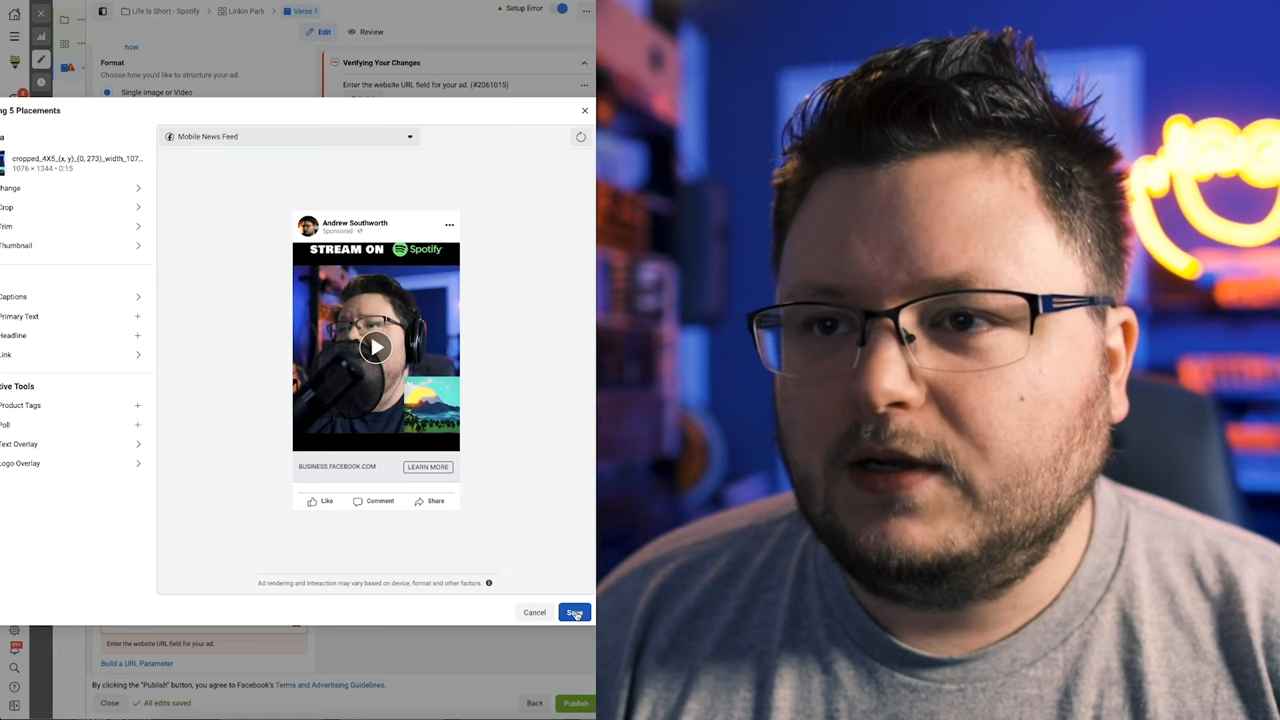 Life Is Short - Spotify
Linkin Park
Verse 1
Setup Error
Edit
Review
now
Format
Choose how you'd like to structure your ad.
Single image or Video
Verifying Your Changes
Enter the website URL field for your ad. (#2061015)
ng 5 Placements
a
Mobile News Feed
cropped_4X5_(x, y)_(0, 273)_width_107...
1076 × 1344 • 0:15
hange
Crop
Trim
Thumbnail
Captions
Primary Text
Headline
Link
tive Tools
Product Tags
Poll
Text Overlay
Logo Overlay
Andrew Southworth
Sponsored
STREAM ON Spotify
BUSINESS.FACEBOOK.COM
LEARN MORE
Like
Comment
Share
Ad rendering and interaction may vary based on device, format and other factors.
Cancel
Save
Enter the website URL field for your ad.
Build a URL Parameter
By clicking the "Publish" button, you agree to Facebook's Terms and Advertising Guidelines.
Close
All edits saved
Back
Publish